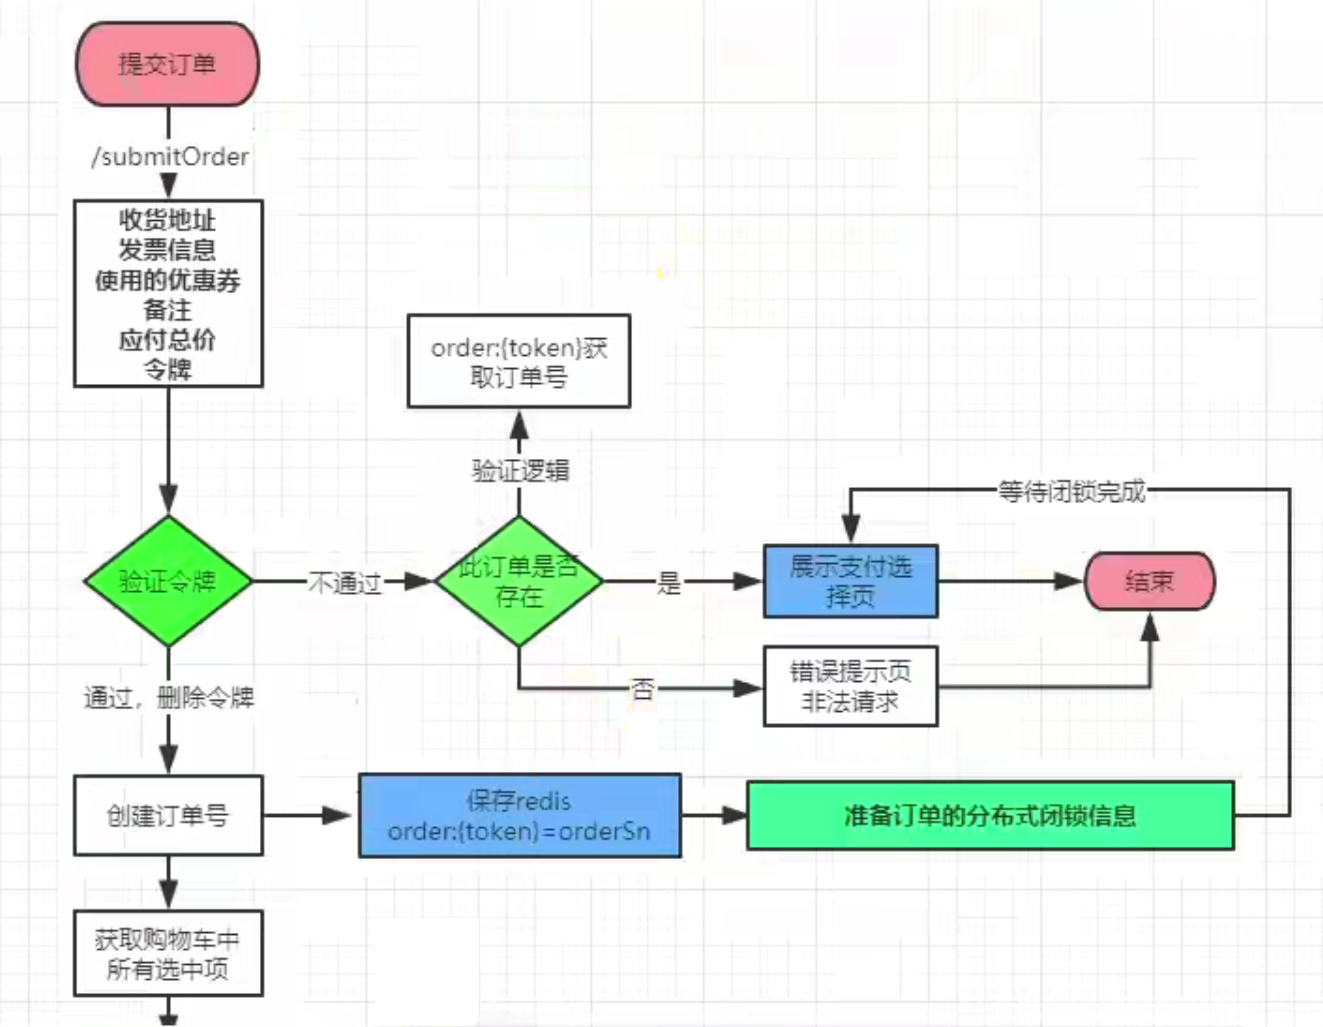 提交订单
/submitOrder
收货地址
发票信息
使用的优惠券
备注
应付总价
令牌
order:{token}获
取订单号
验证逻辑
等待闭锁完成
验证令牌
不通过
此订单是否
存在
是
展示支付选
择页
结束
否
错误提示页
非法请求
通过，删除令牌
创建订单号
保存redis
order:{token}=orderSn
准备订单的分布式闭锁信息
获取购物车中
所有选中项